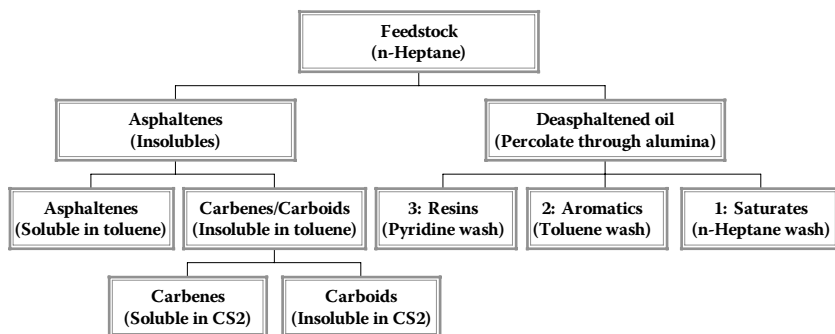 Feedstock
(n-Heptane)
Asphaltenes
(Insolubles)
Deasphaltened oil
(Percolate through alumina)
Asphaltenes
(Soluble in toluene)
Carbenes/Carboids
(Insoluble in toluene)
3: Resins
(Pyridine wash)
2: Aromatics
(Toluene wash)
1: Saturates
(n-Heptane wash)
Carbenes
(Soluble in CS2)
Carboids
(Insoluble in CS2)